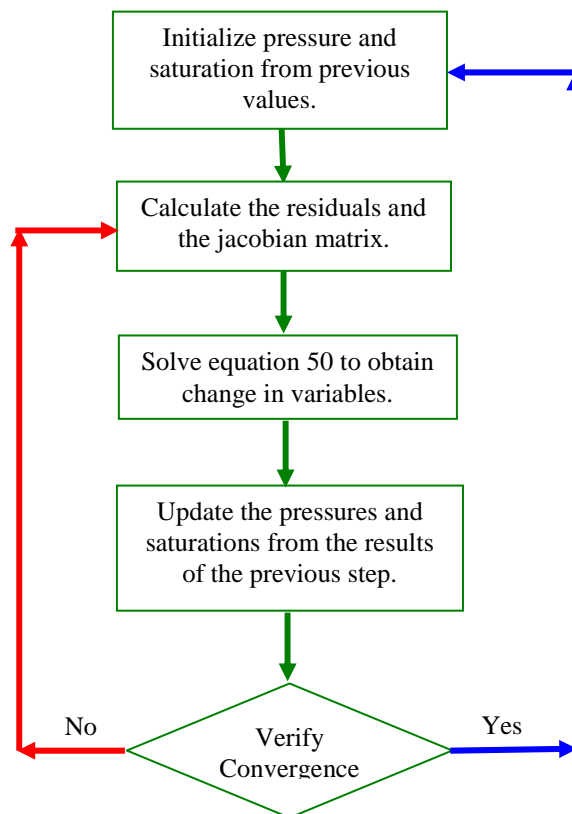 Initialize pressure and
saturation from previous
values.
Calculate the residuals and
the jacobian matrix.
Solve equation 50 to obtain
change in variables.
Update the pressures and
saturations from the results
of the previous step.
No
Yes
Verify
Convergence